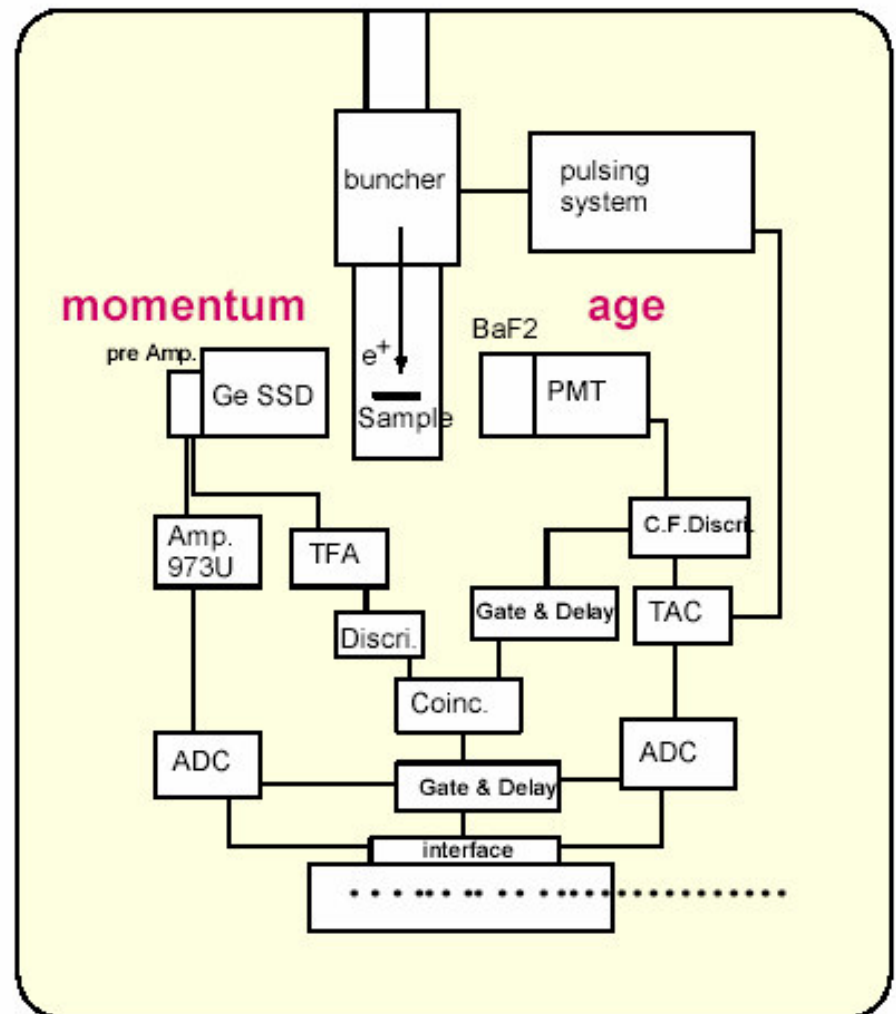 buncher
pulsing
system
momentum
age
pre Amp.
BaF2
e+
Ge SSD
PMT
Sample
C.F.Discri.
Amp.
973U
TFA
Gate & Delay
TAC
Discri.
Coinc.
ADC
ADC
Gate & Delay
interface